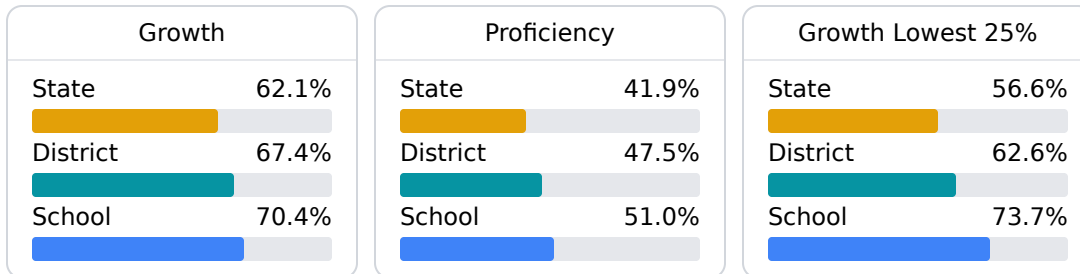 Growth
State 62.1%
District 67.4%
School 70.4%
Proficiency
State 41.9%
District 47.5%
School 51.0%
Growth Lowest 25%
State 56.6%
District 62.6%
School 73.7%